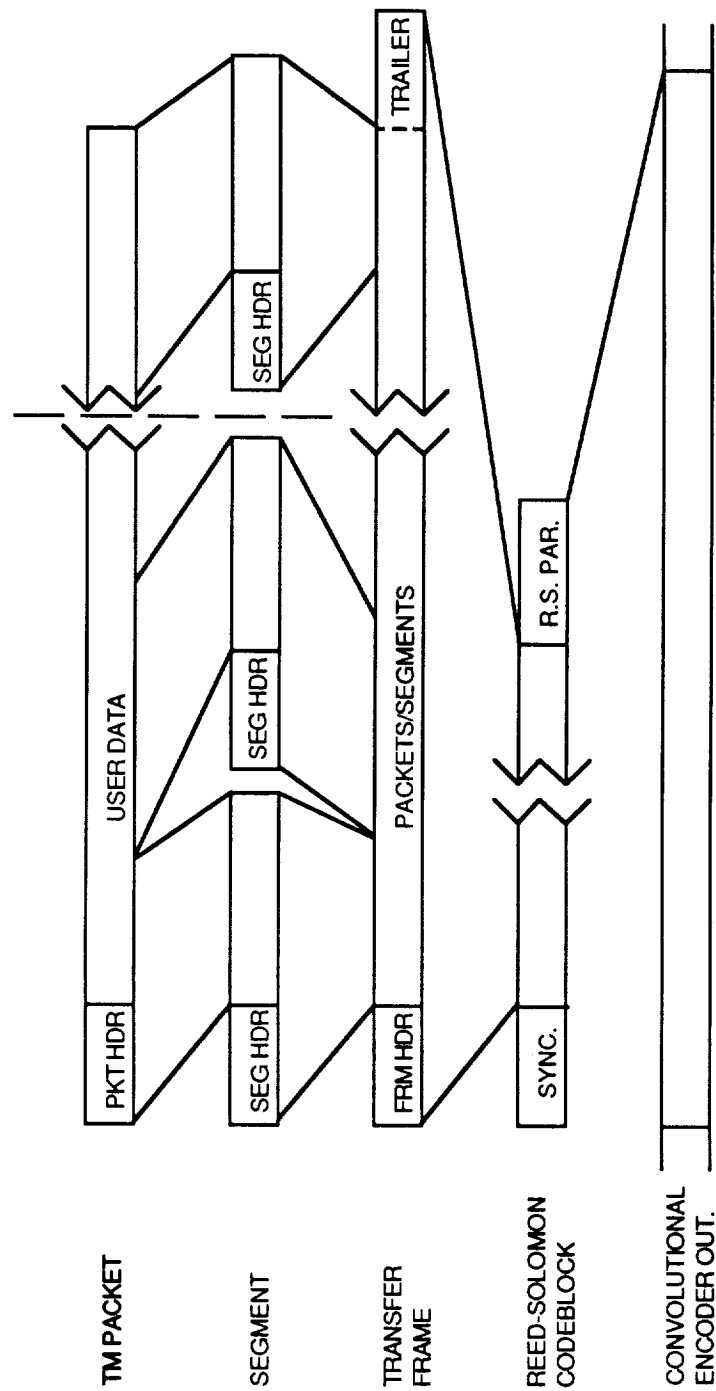 TM PACKET
PKT HDR
USER DATA
SEGMENT
SEG HDR
SEG HDR
SEG HDR
TRANSFER
FRAME
FRM HDR
PACKETS/SEGMENTS
TRAILER
REED-SOLOMON
CODEBLOCK
SYNC.
R.S. PAR.
CONVOLUTIONAL
ENCODER OUT.